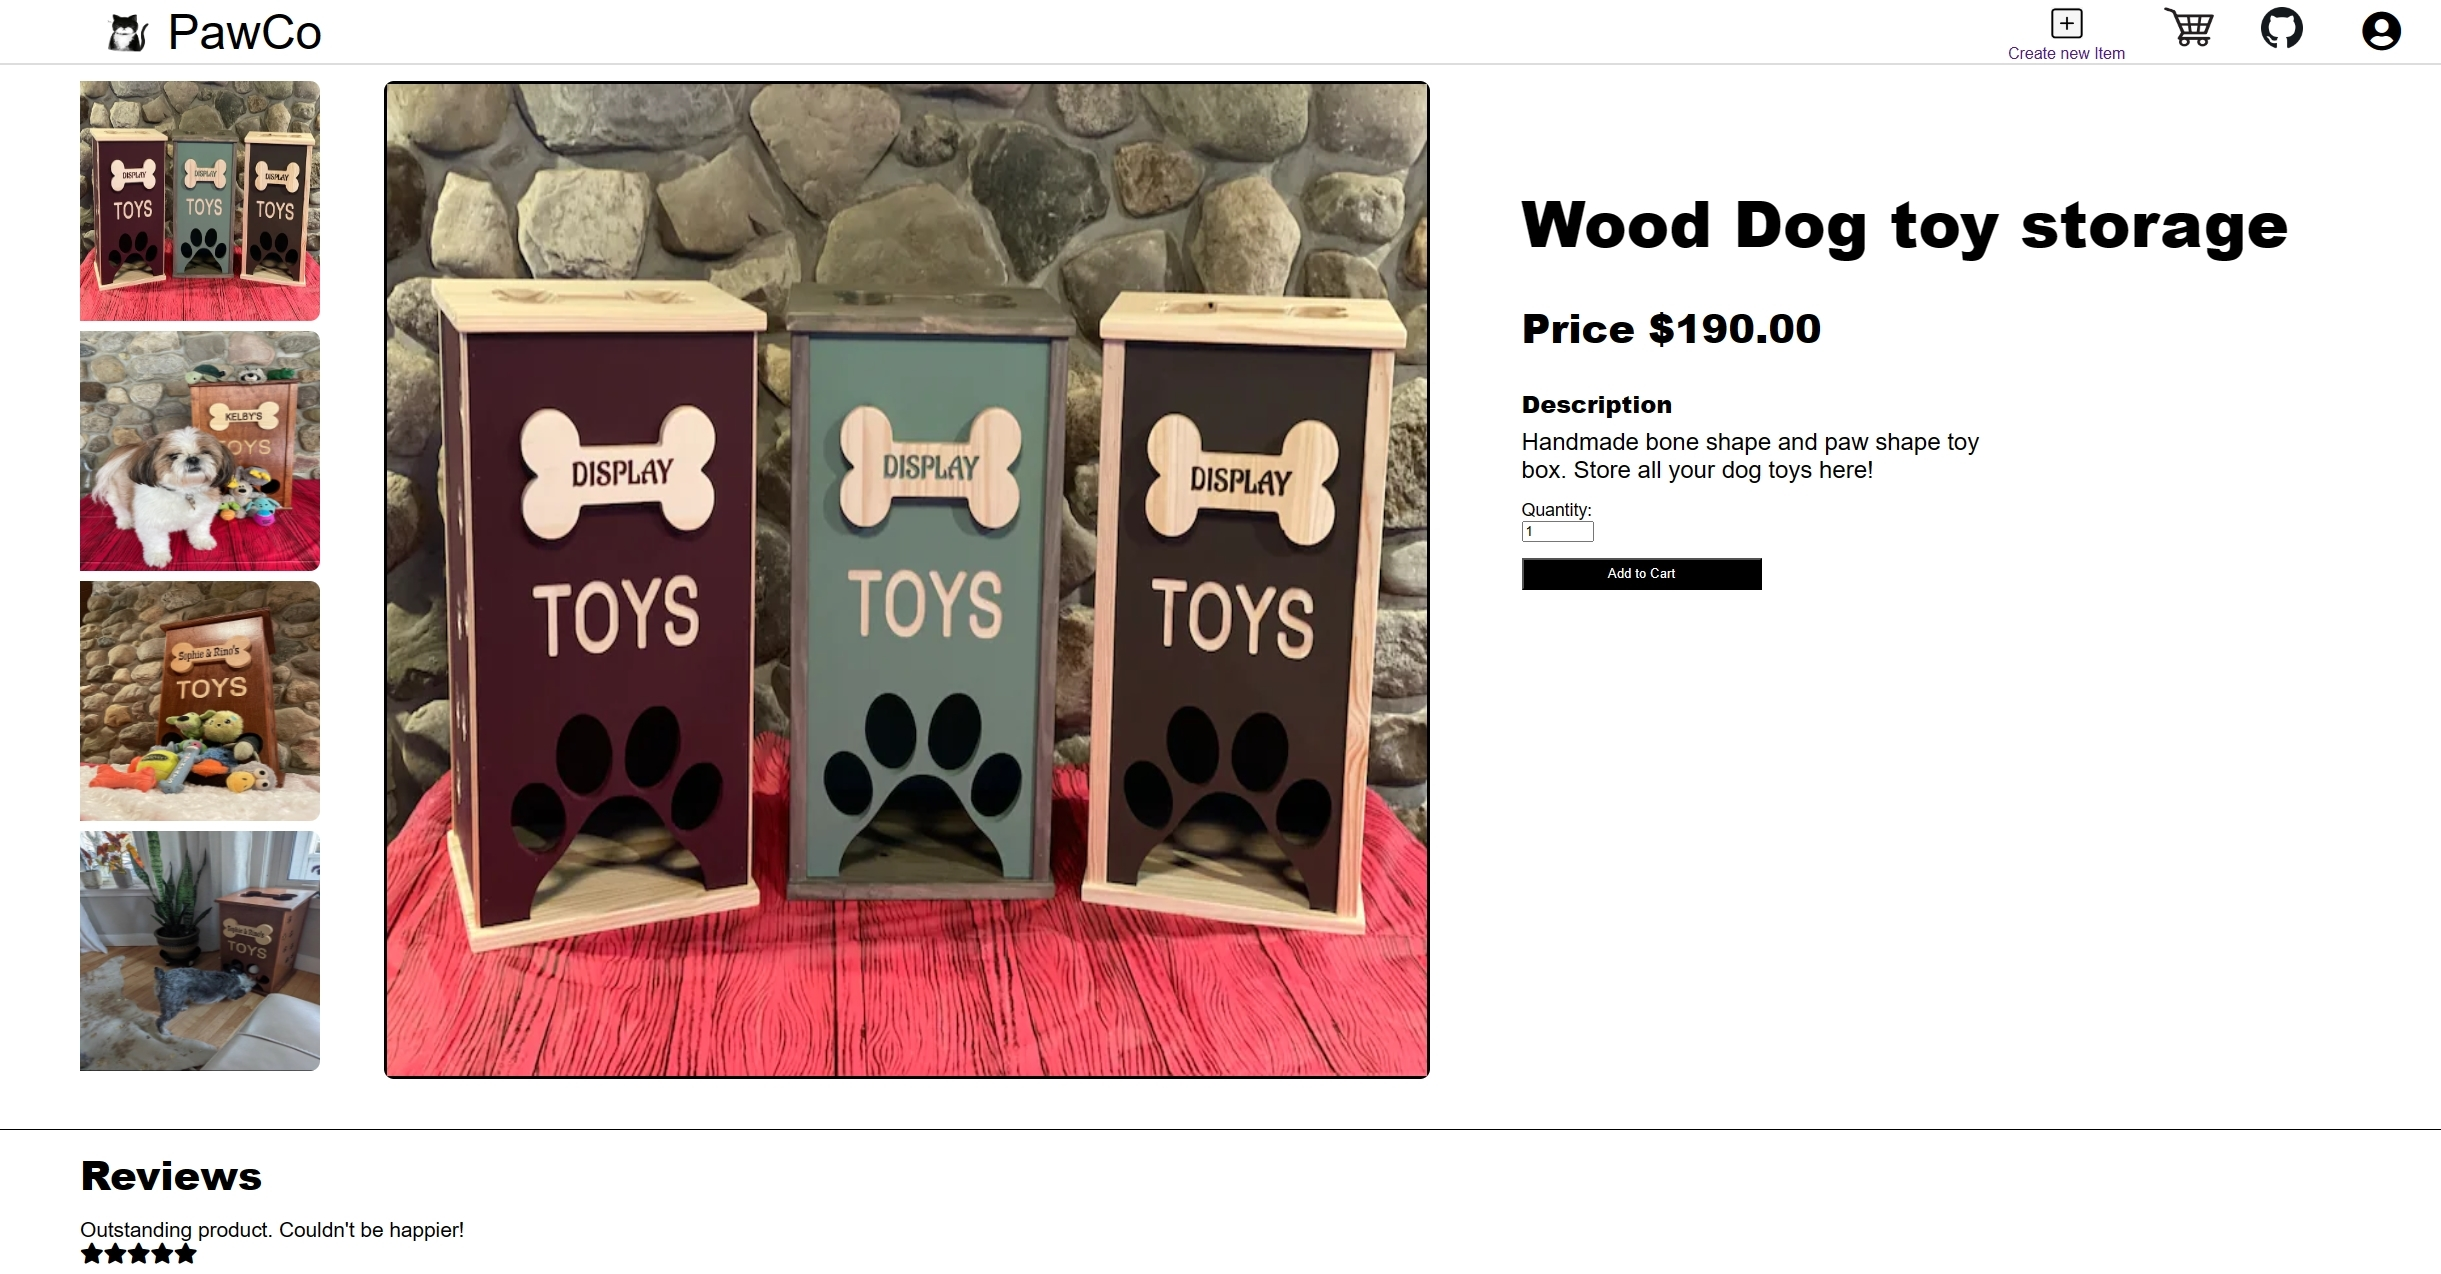 PawCo
Create new Item
DISPLAY
TOYS
DISPLAY
TOYS
DISPLAY
TOYS
KELBY'S
TOYS
Sophie & Rino's
TOYS
Sophie & Rino's
TOYS
DISPLAY
TOYS
DISPLAY
TOYS
DISPLAY
TOYS
Wood Dog toy storage
Price $190.00
Description
Handmade bone shape and paw shape toy
box. Store all your dog toys here!
Quantity:
1
Add to Cart
Reviews
Outstanding product. Couldn't be happier!